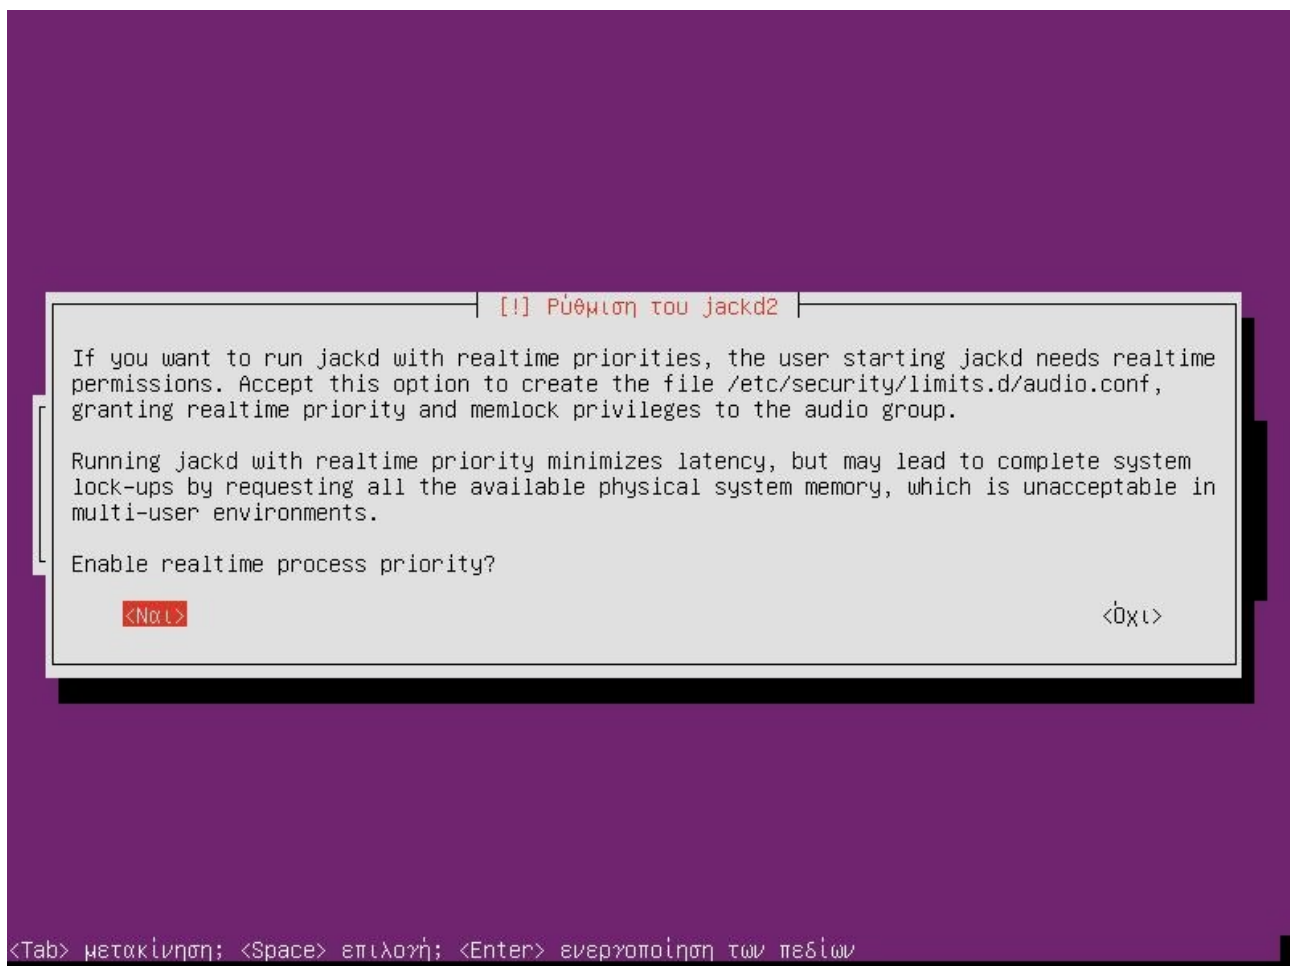 [!] Ρύθμιση του jackd2
If you want to run jackd with realtime priorities, the user starting jackd needs realtime
permissions. Accept this option to create the file /etc/security/limits.d/audio.conf,
granting realtime priority and memlock privileges to the audio group.
Running jackd with realtime priority minimizes latency, but may lead to complete system
lock-ups by requesting all the available physical system memory, which is unacceptable in
multi-user environments.
Enable realtime process priority?
<Ναι> <Όχι>
<Tab> μετακίνηση; <Space> επιλογή; <Enter> ενεργοποίηση των πεδίων